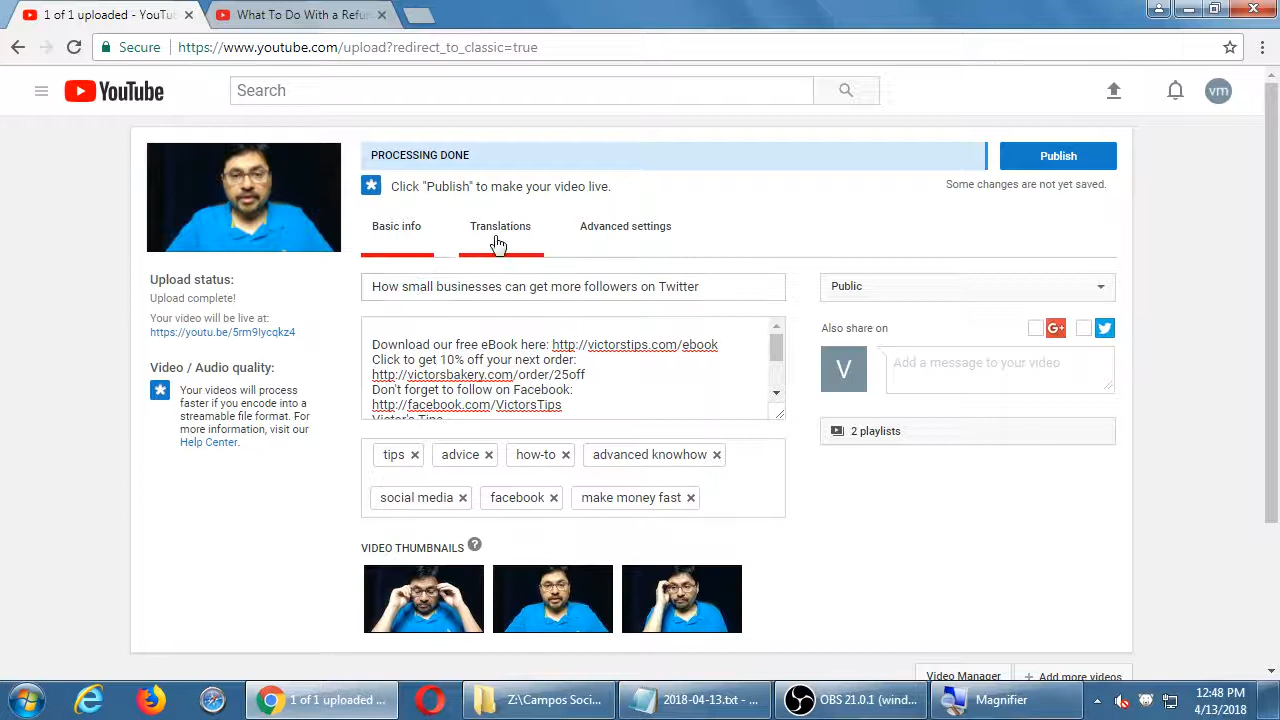 1 of 1 uploaded - YouTu
What To Do With a Refun
Secure
https://www.youtube.com/upload?redirect_to_classic=true
YouTube
Search
vm
PROCESSING DONE
Publish
Click "Publish" to make your video live.
Some changes are not yet saved.
Basic info
Translations
Advanced settings
Upload status:
Upload complete!
Your video will be live at:
https://youtu.be/5rm9lycqkz4
Video / Audio quality:
Your videos will process
faster if you encode into a
streamable file format. For
more information, visit our
Help Center.
How small businesses can get more followers on Twitter
Download our free eBook here: http://victorstips.com/ebook
Click to get 10% off your next order:
http://victorsbakery.com/order/25off
Don't forget to follow on Facebook:
http://facebook.com/VictorsTips
Victor's Tips
tips
advice
how-to
advanced knowhow
social media
facebook
make money fast
VIDEO THUMBNAILS
Public
Also share on
G+
V
Add a message to your video
2 playlists
Video Manager
+ Add more videos
1 of 1 uploaded ...
Z:\Campos Soci...
2018-04-13.txt - ...
OBS 21.0.1 (wind...
Magnifier
12:48 PM
4/13/2018